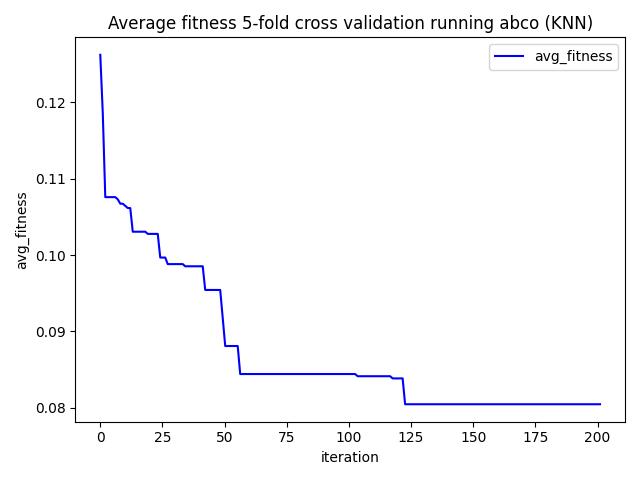 Average fitness 5-fold cross validation running abco (KNN)
avg_fitness
0.12
0.11
0.10
0.09
0.08
avg_fitness
0 25 50 75 100 125 150 175 200
iteration